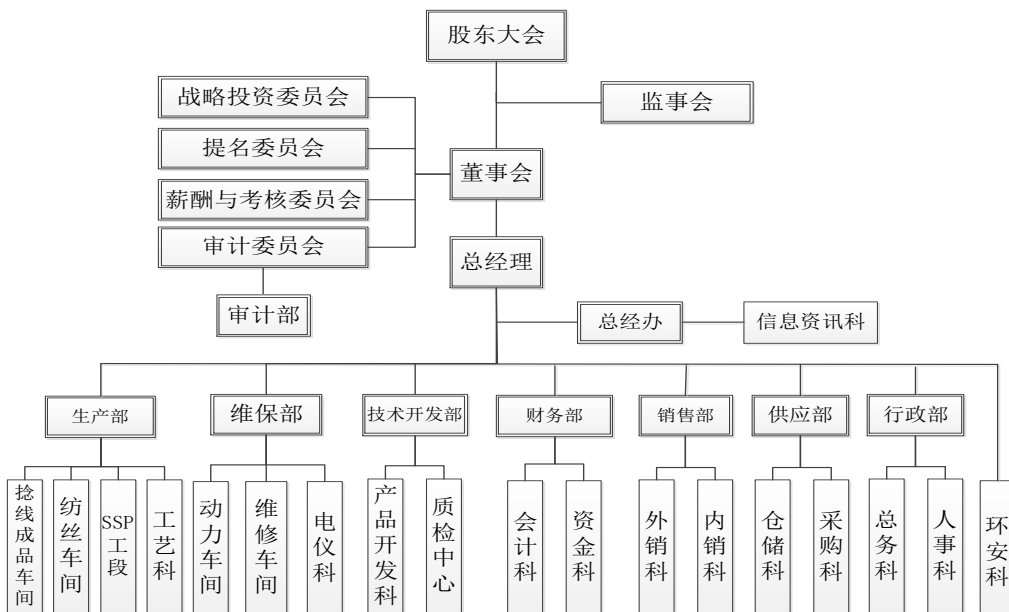 股东大会
战略投资委员会
监事会
提名委员会
董事会
薪酬与考核委员会
审计委员会
总经理
审计部
总经办
信息资讯科
生产部
维保部
技术开发部
财务部
销售部
供应部
行政部
捻线成品车间
纺丝车间
SSP工段
工艺科
动力车间
维修车间
电仪科
产品开发科
质检中心
会计科
资金科
外销科
内销科
仓储科
采购科
总务科
人事科
环安科